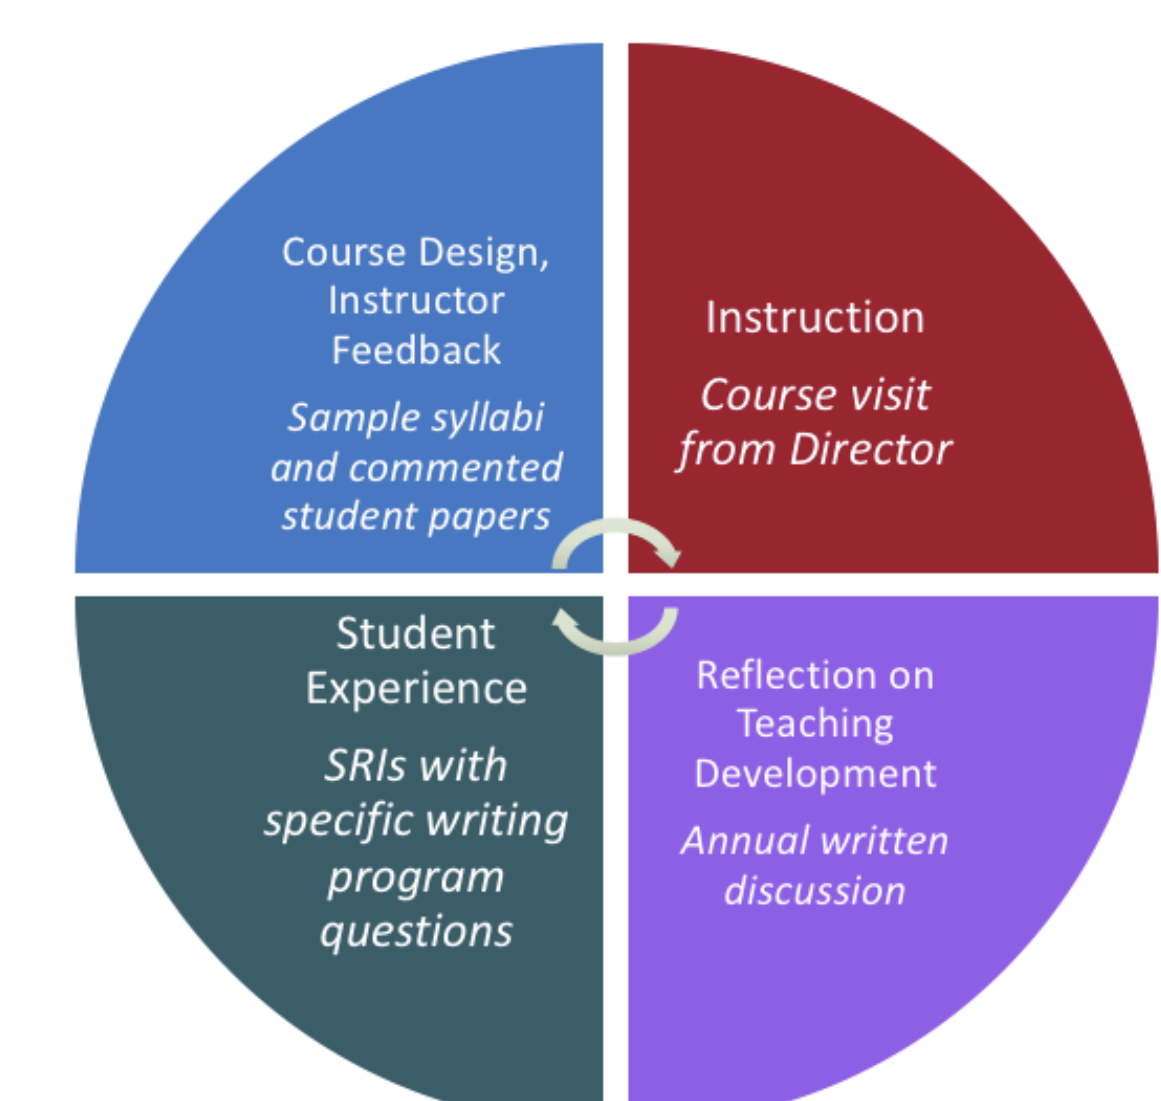 Course Design,
Instructor
Feedback
Sample syllabi
and commented
student papers
Instruction
Course visit
from Director
Student
Experience
SRIs with
specific writing
program
questions
Reflection on
Teaching
Development
Annual written
discussion